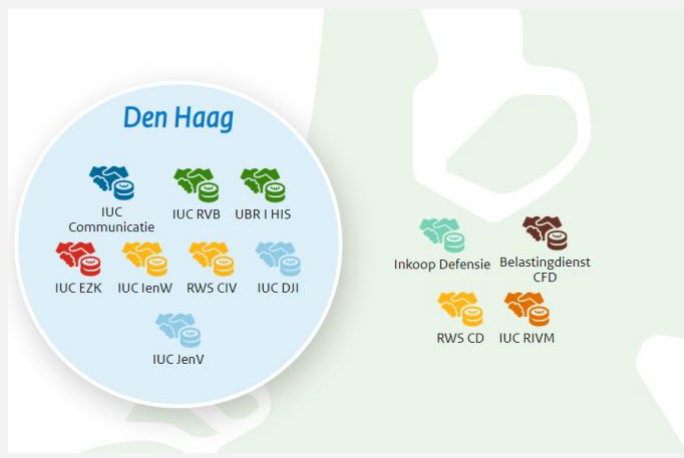 Den Haag
IUC
Communicatie
IUC RVB
UBR I HIS
IUC EZK
IUC IenW
RWS CIV
IUC DJI
IUC JenV
Inkoop Defensie
Belastingdienst
CFD
RWS CD
IUC RIVM